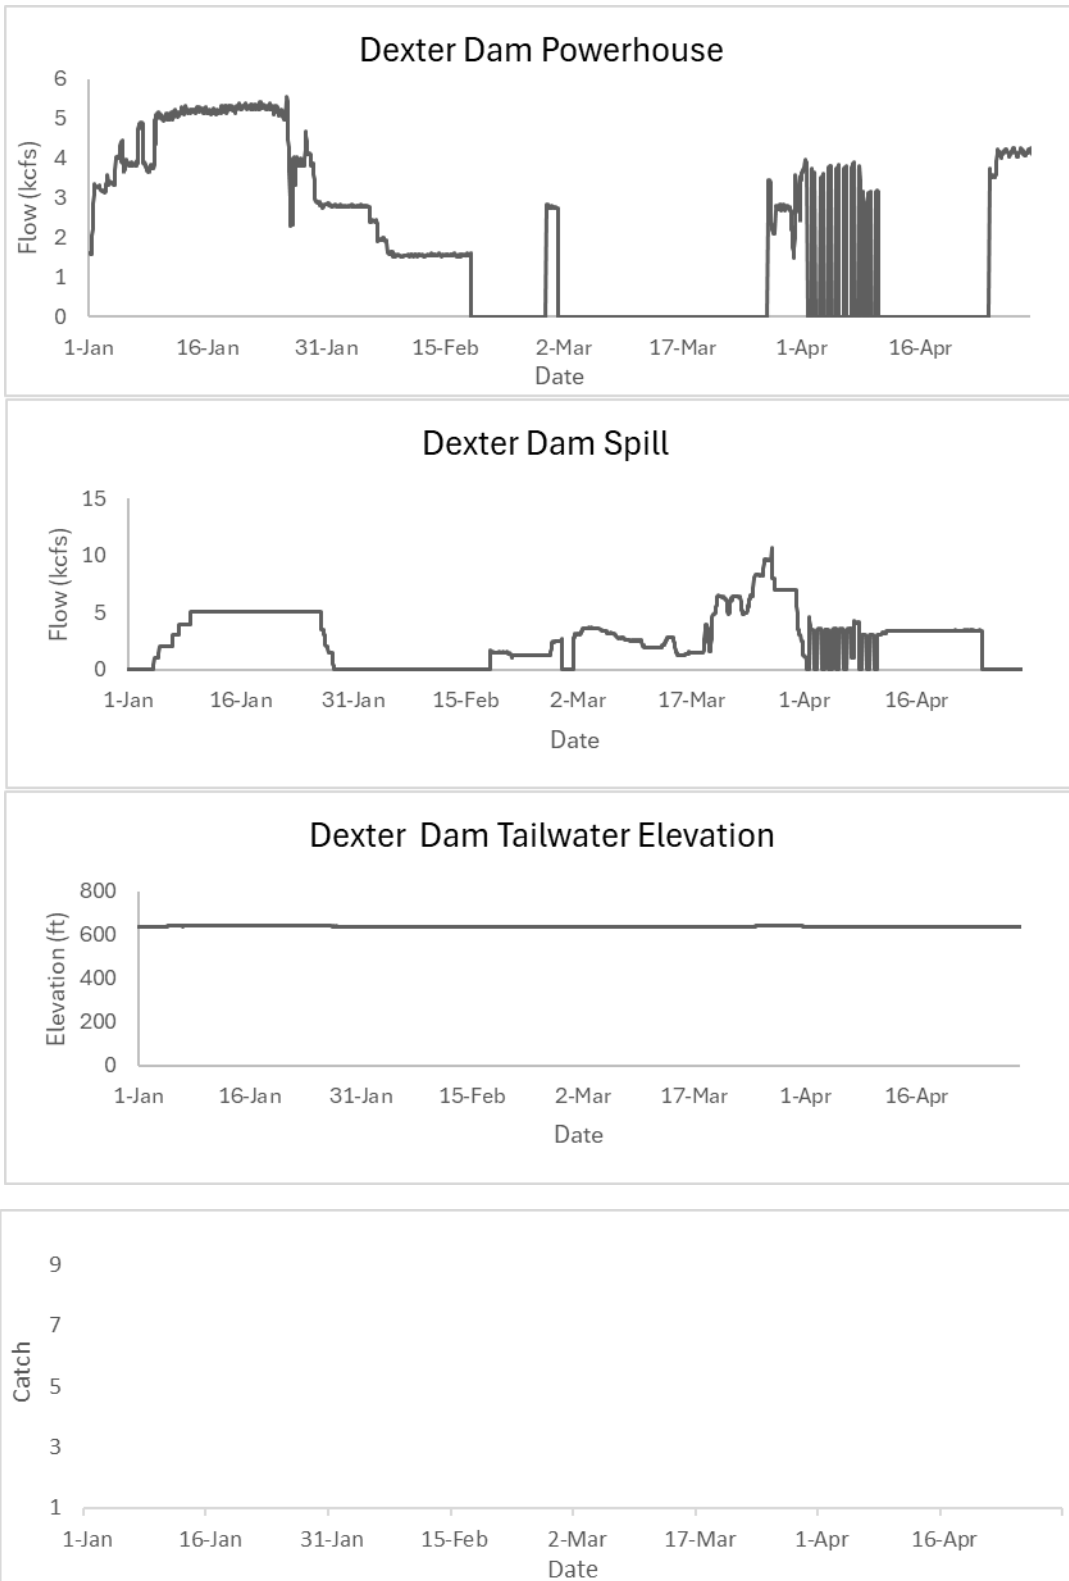 Dexter Dam Powerhouse
6
5
4
3
2
1
0
Flow (kcfs)
1-Jan 16-Jan 31-Jan 15-Feb 2-Mar 17-Mar 1-Apr 16-Apr
Date
Dexter Dam Spill
15
10
5
0
Flow (kcfs)
1-Jan 16-Jan 31-Jan 15-Feb 2-Mar 17-Mar 1-Apr 16-Apr
Date
Dexter  Dam Tailwater Elevation
800
600
400
200
0
Elevation (ft)
1-Jan 16-Jan 31-Jan 15-Feb 2-Mar 17-Mar 1-Apr 16-Apr
Date
9
7
5
3
1
Catch
1-Jan 16-Jan 31-Jan 15-Feb 2-Mar 17-Mar 1-Apr 16-Apr
Date